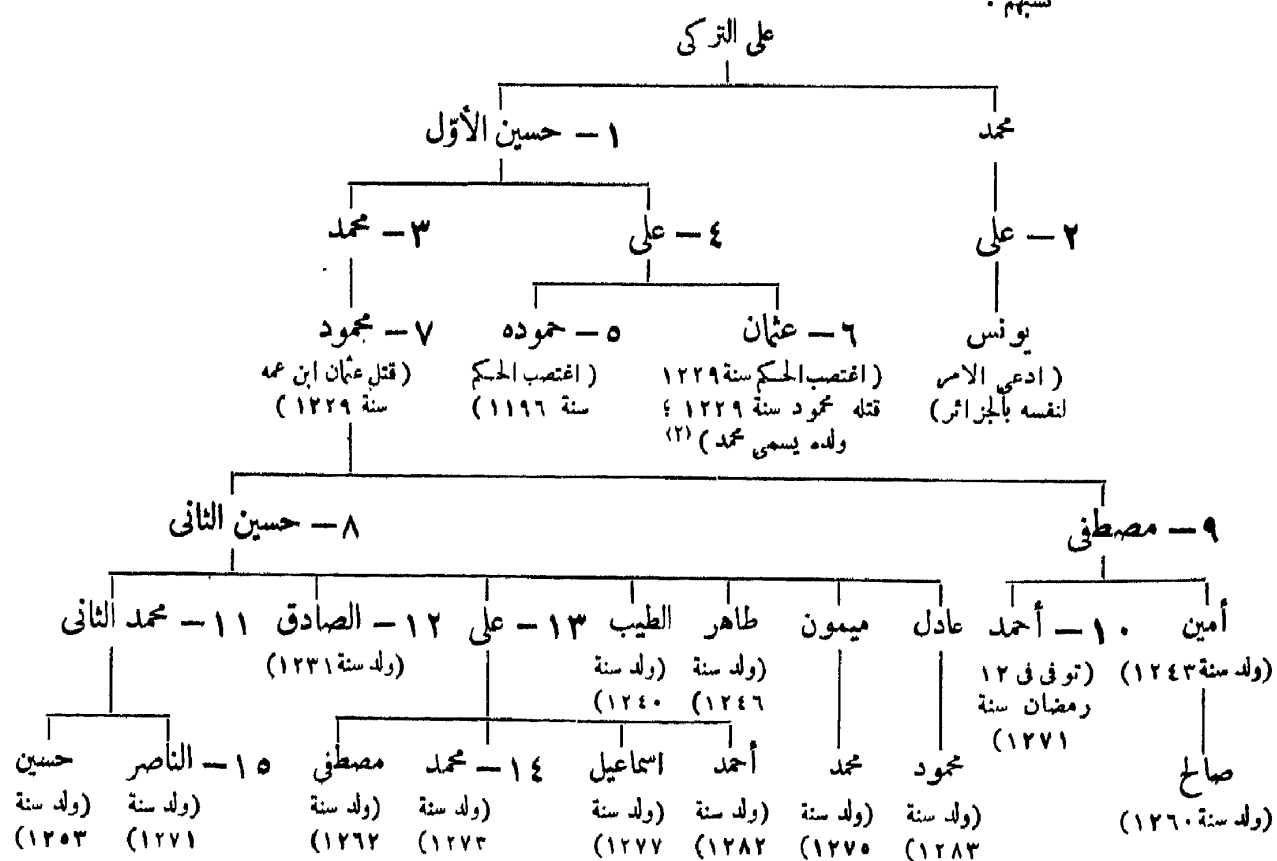 نسبهم :
على التركى
محمد
١ – حسين الأوّل
٢ – على
٤ – على
٣ – محمد
يونس
(ادعى الامر
لنفسه بالجزائر)
٦ – عثمان
(اغتصب الحكم سنة ١٢٢٩
قتله محمود سنة ١٢٢٩ ؛
ولده يسمى محمد) (٢)
٥ – حموده
(اغتصب الحكم
سنة ١١٩٦)
٧ – محمود
(قتل عثمان ابن عمه
سنة ١٢٢٩)
٩ – مصطفى
٨ – حسين الثانى
أمين
(ولد سنة ١٢٤٣)
١٠ – أحمد
(توفى فى ١٢
رمضان سنة
١٢٧١)
عادل
ميمون
طاهر
(ولد سنة
١٢٤٦)
الطيب
(ولد سنة
١٢٤٠)
١٣ – على
١٢ – الصادق
(ولد سنة ١٢٣١)
١١ – محمد الثانى
صالح
(ولد سنة ١٢٦٠)
محمود
(ولد سنة
١٢٨٣)
محمد
(ولد سنة
١٢٧٥)
أحمد
(ولد سنة
١٢٨٢)
اسماعيل
(ولد سنة
١٢٧٧)
١٤ – محمد
(ولد سنة
١٢٧٣)
مصطفى
(ولد سنة
١٢٦٢)
١٥ – الناصر
(ولد سنة
١٢٧١)
حسين
(ولد سنة
١٢٥٣)